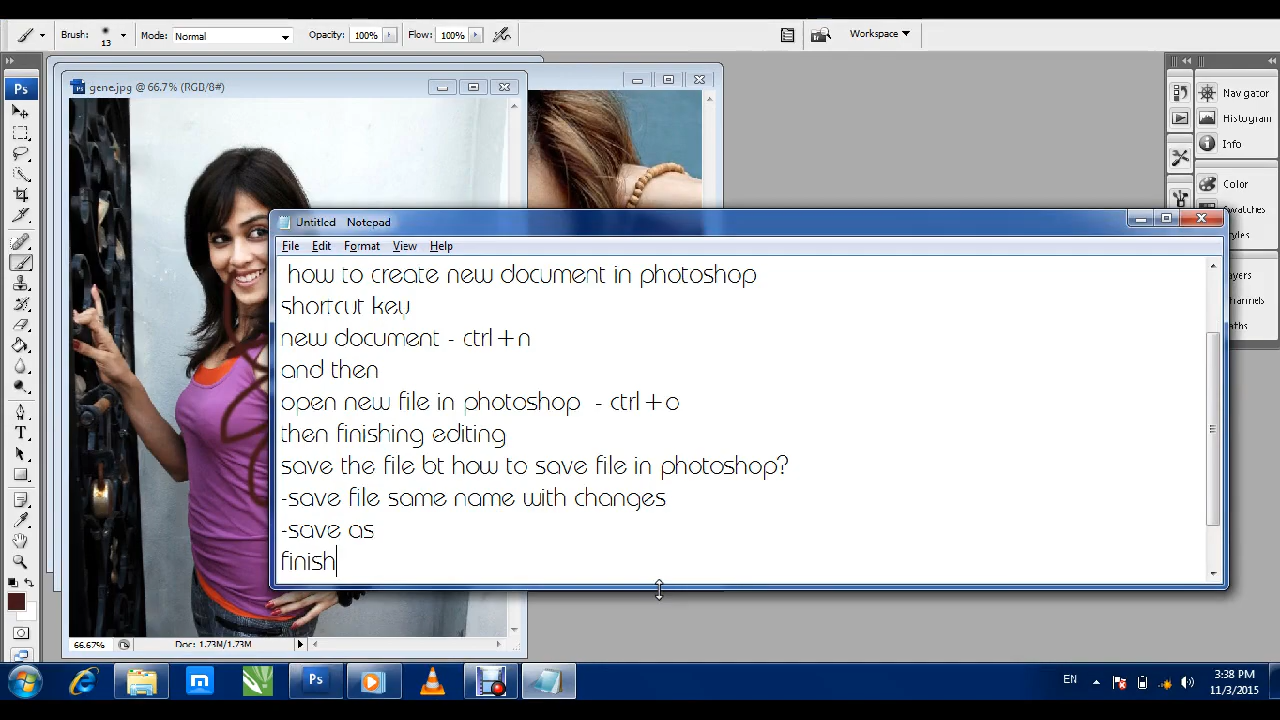 Brush: 13 Mode: Normal Opacity: 100% Flow: 100% Workspace
Ps gene.jpg @ 66.7% (RGB/8#)
Navigator
Histogram
Info
Color
Untitled Notepad
File Edit Format View Help
how to create new document in photoshop
shortcut key
new document - ctrl+n
and then
open new file in photoshop - ctrl+o
then finishing editing
save the file bt how to save file in photoshop?
-save file same name with changes
-save as
finish
66.67% Doc: 1.73M/1.73M
Ps EN 3:38 PM
11/3/2015